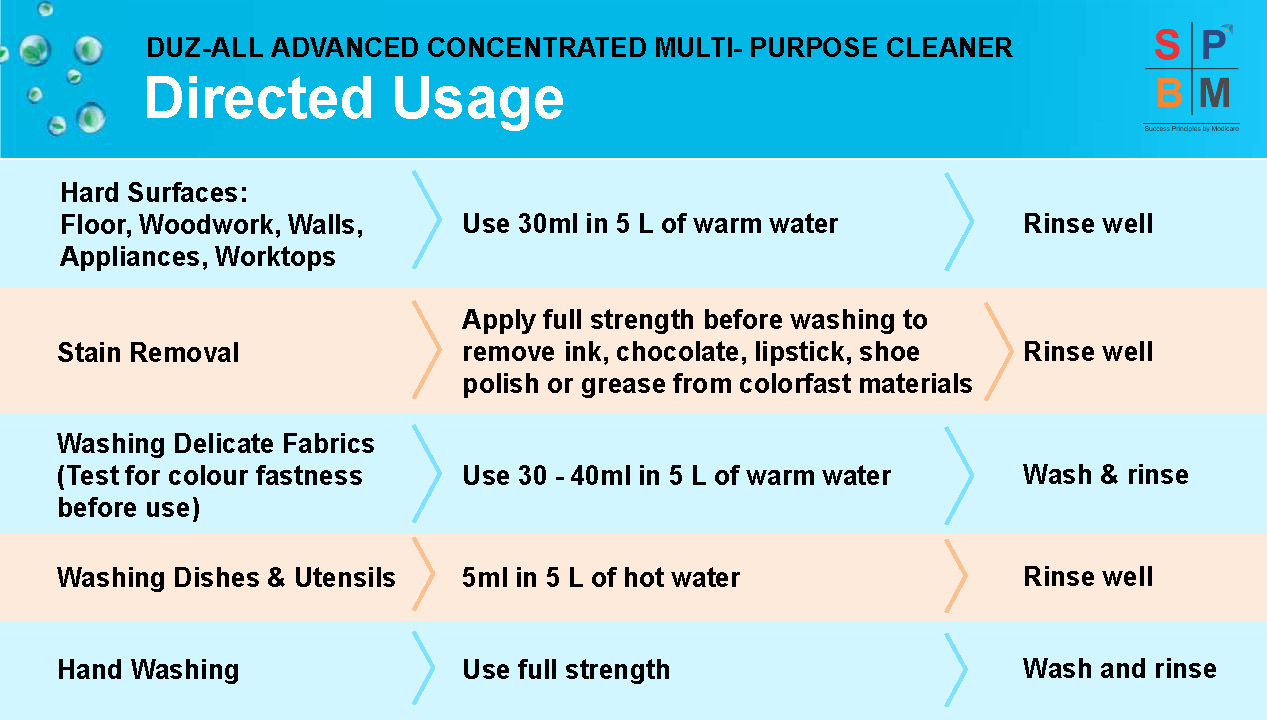 DUZ-ALL ADVANCED CONCENTRATED MULTI- PURPOSE CLEANER
Directed Usage
S P
B M
Success Principles by Modicare
Hard Surfaces:
Floor, Woodwork, Walls,
Appliances, Worktops
Use 30ml in 5 L of warm water
Rinse well
Stain Removal
Apply full strength before washing to
remove ink, chocolate, lipstick, shoe
polish or grease from colorfast materials
Rinse well
Washing Delicate Fabrics
(Test for colour fastness
before use)
Use 30 - 40ml in 5 L of warm water
Wash & rinse
Washing Dishes & Utensils
5ml in 5 L of hot water
Rinse well
Hand Washing
Use full strength
Wash and rinse